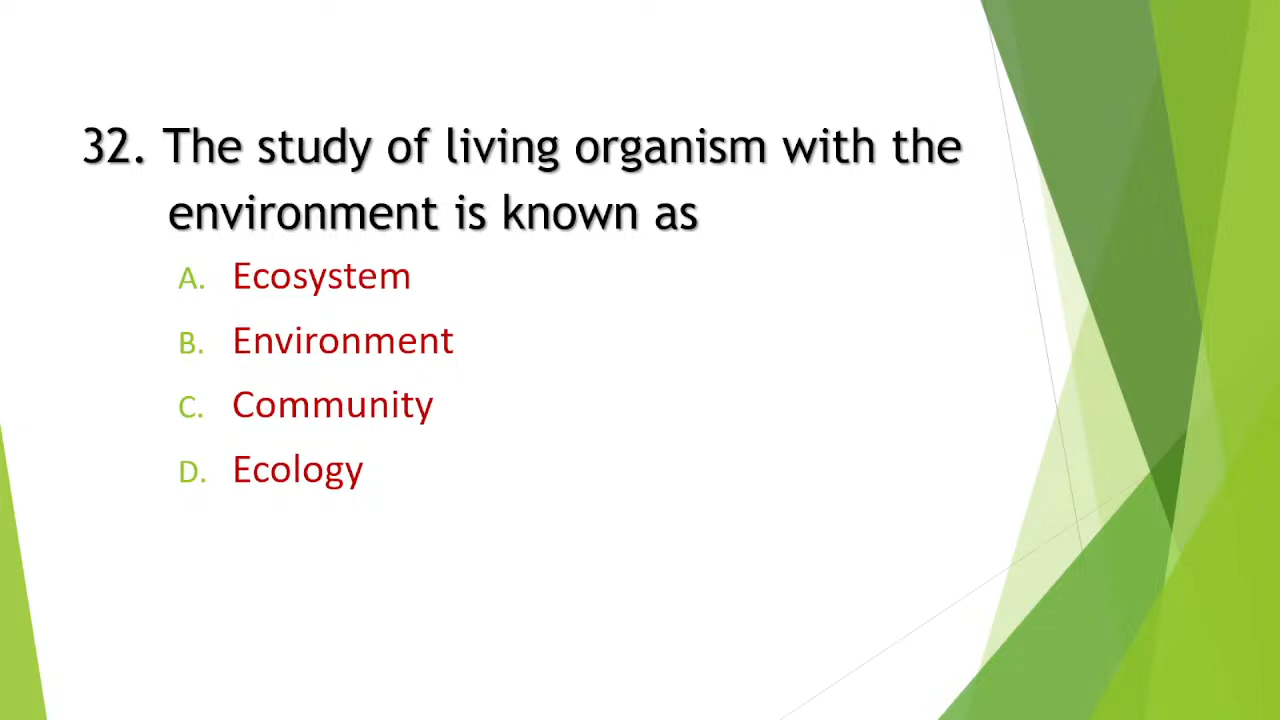 32. The study of living organism with the
environment is known as
A. Ecosystem
B. Environment
C. Community
D. Ecology